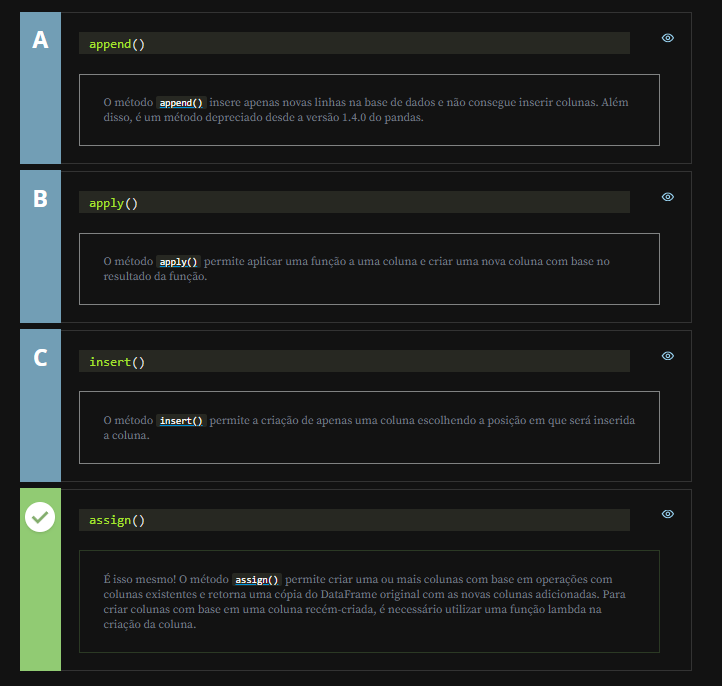 A
append()
O método append() insere apenas novas linhas na base de dados e não consegue inserir colunas. Além
disso, é um método depreciado desde a versão 1.4.0 do pandas.
B
apply()
O método apply() permite aplicar uma função a uma coluna e criar uma nova coluna com base no
resultado da função.
C
insert()
O método insert() permite a criação de apenas uma coluna escolhendo a posição em que será inserida
a coluna.
assign()
É isso mesmo! O método assign() permite criar uma ou mais colunas com base em operações com
colunas existentes e retorna uma cópia do DataFrame original com as novas colunas adicionadas. Para
criar colunas com base em uma coluna recém-criada, é necessário utilizar uma função lambda na
criação da coluna.